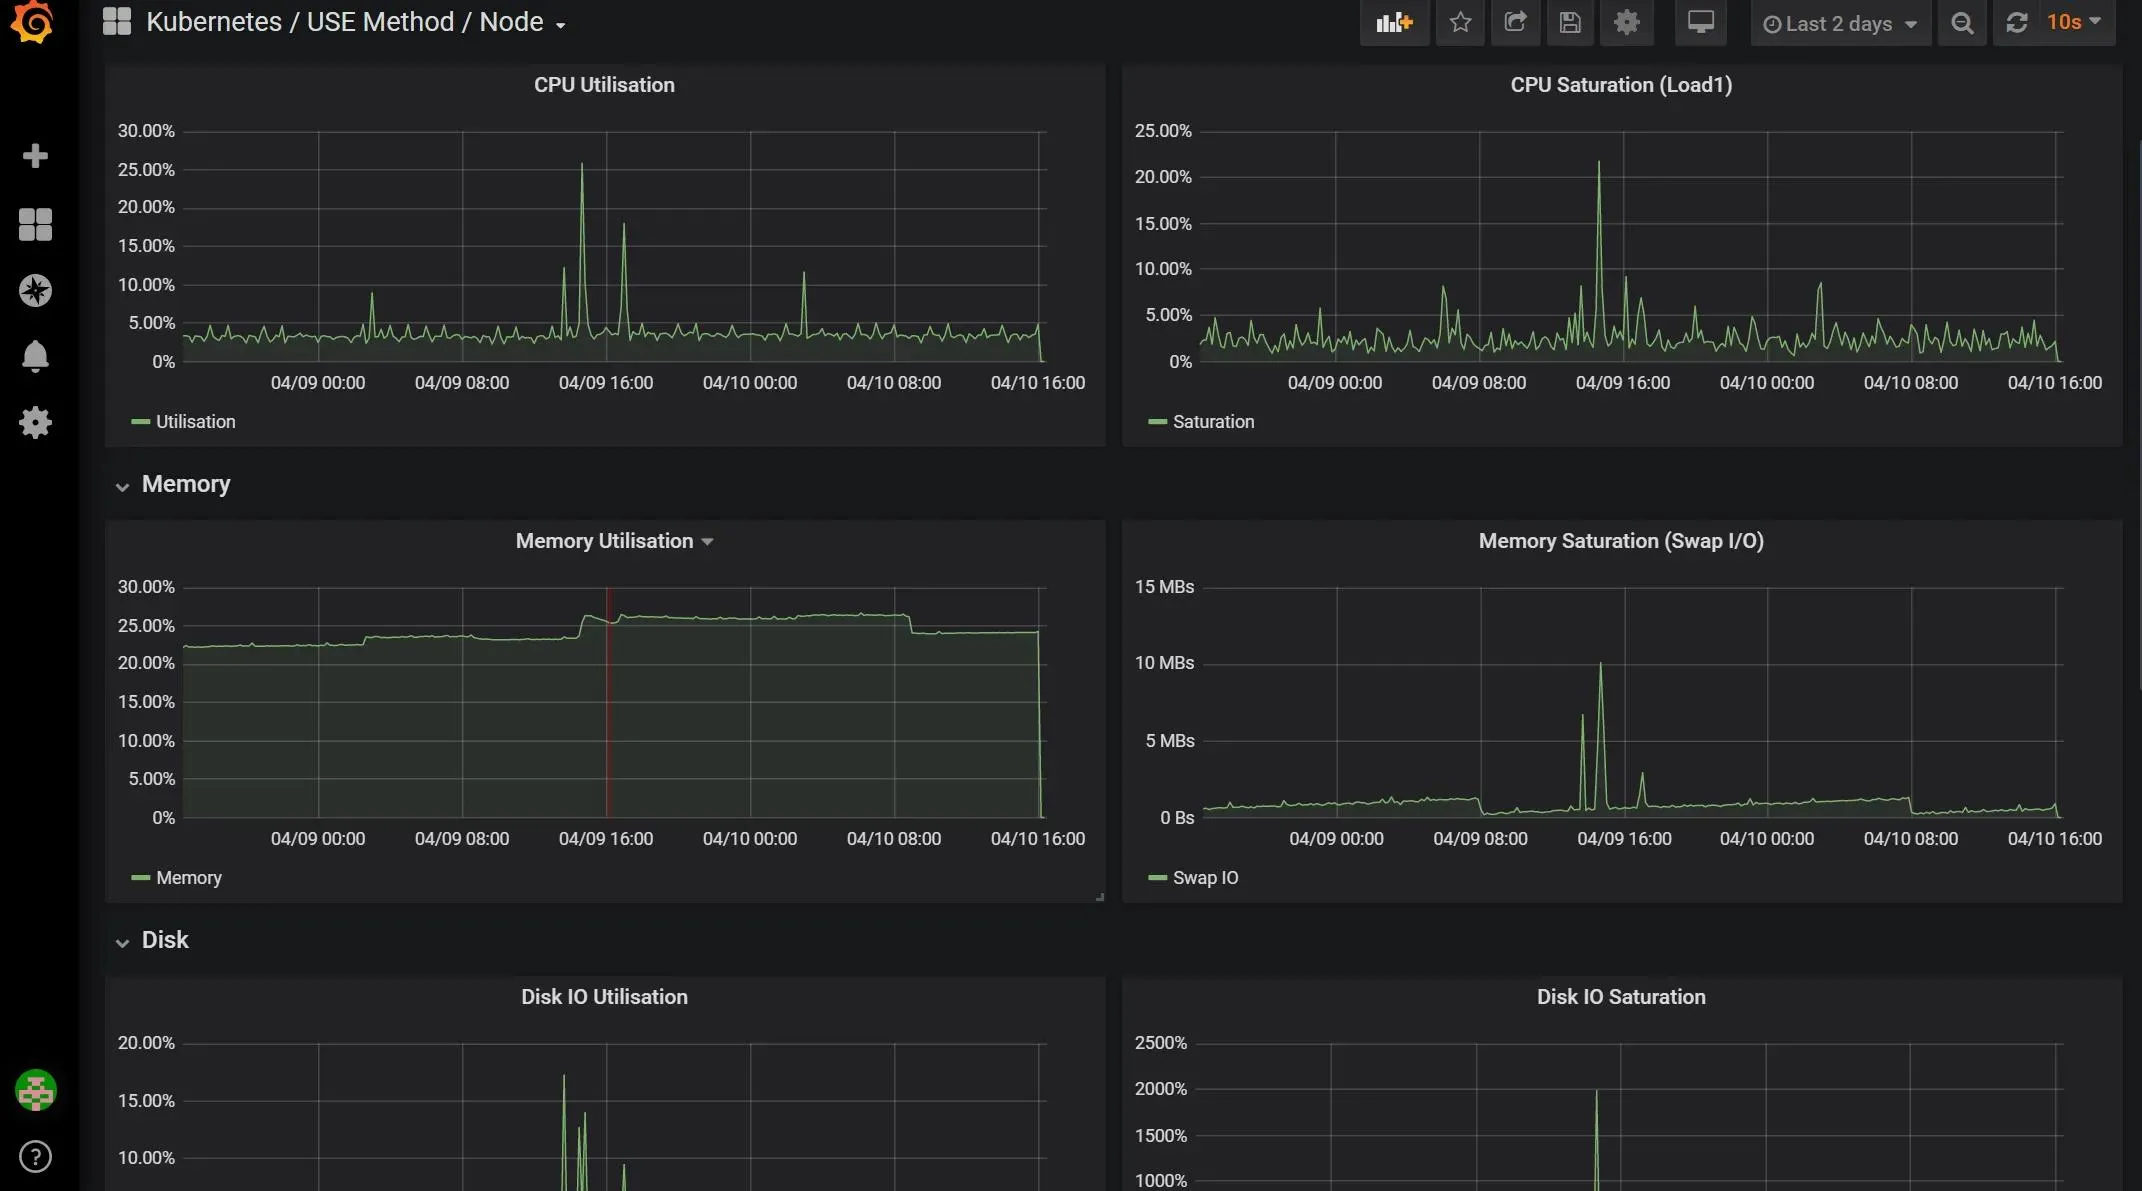 Kubernetes / USE Method / Node
Last 2 days
10s
CPU Utilisation
30.00%
25.00%
20.00%
15.00%
10.00%
5.00%
0%
04/09 00:00 04/09 08:00 04/09 16:00 04/10 00:00 04/10 08:00 04/10 16:00
Utilisation
CPU Saturation (Load1)
25.00%
20.00%
15.00%
10.00%
5.00%
0%
04/09 00:00 04/09 08:00 04/09 16:00 04/10 00:00 04/10 08:00 04/10 16:00
Saturation
Memory
Memory Utilisation
30.00%
25.00%
20.00%
15.00%
10.00%
5.00%
0%
04/09 00:00 04/09 08:00 04/09 16:00 04/10 00:00 04/10 08:00 04/10 16:00
Memory
Memory Saturation (Swap I/O)
15 MBs
10 MBs
5 MBs
0 Bs
04/09 00:00 04/09 08:00 04/09 16:00 04/10 00:00 04/10 08:00 04/10 16:00
Swap IO
Disk
Disk IO Utilisation
20.00%
15.00%
10.00%
Disk IO Saturation
2500%
2000%
1500%
1000%